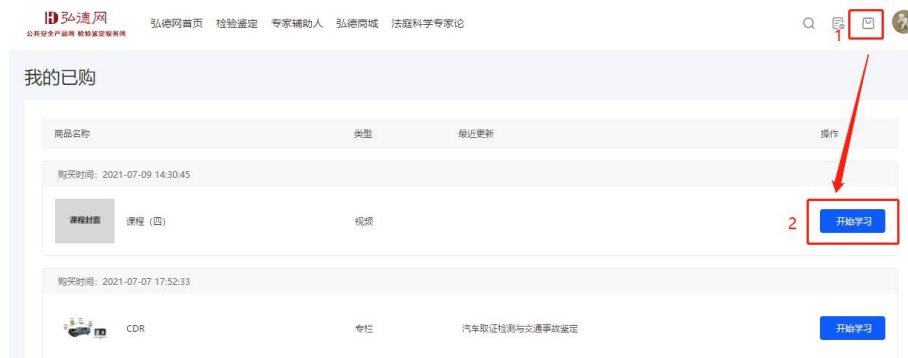 弘德网
公共安全产品网 检验鉴定服务网
弘德网首页 检验鉴定 专家辅助人 弘德商城 法庭科学专家论
1
我的已购
商品名称 类型 最近更新 操作
购买时间：2021-07-09 14:30:45
课程封面 课程（四） 视频 2 开始学习
购买时间：2021-07-07 17:52:33
CDR 专栏 汽车取证检测与交通事故鉴定 开始学习